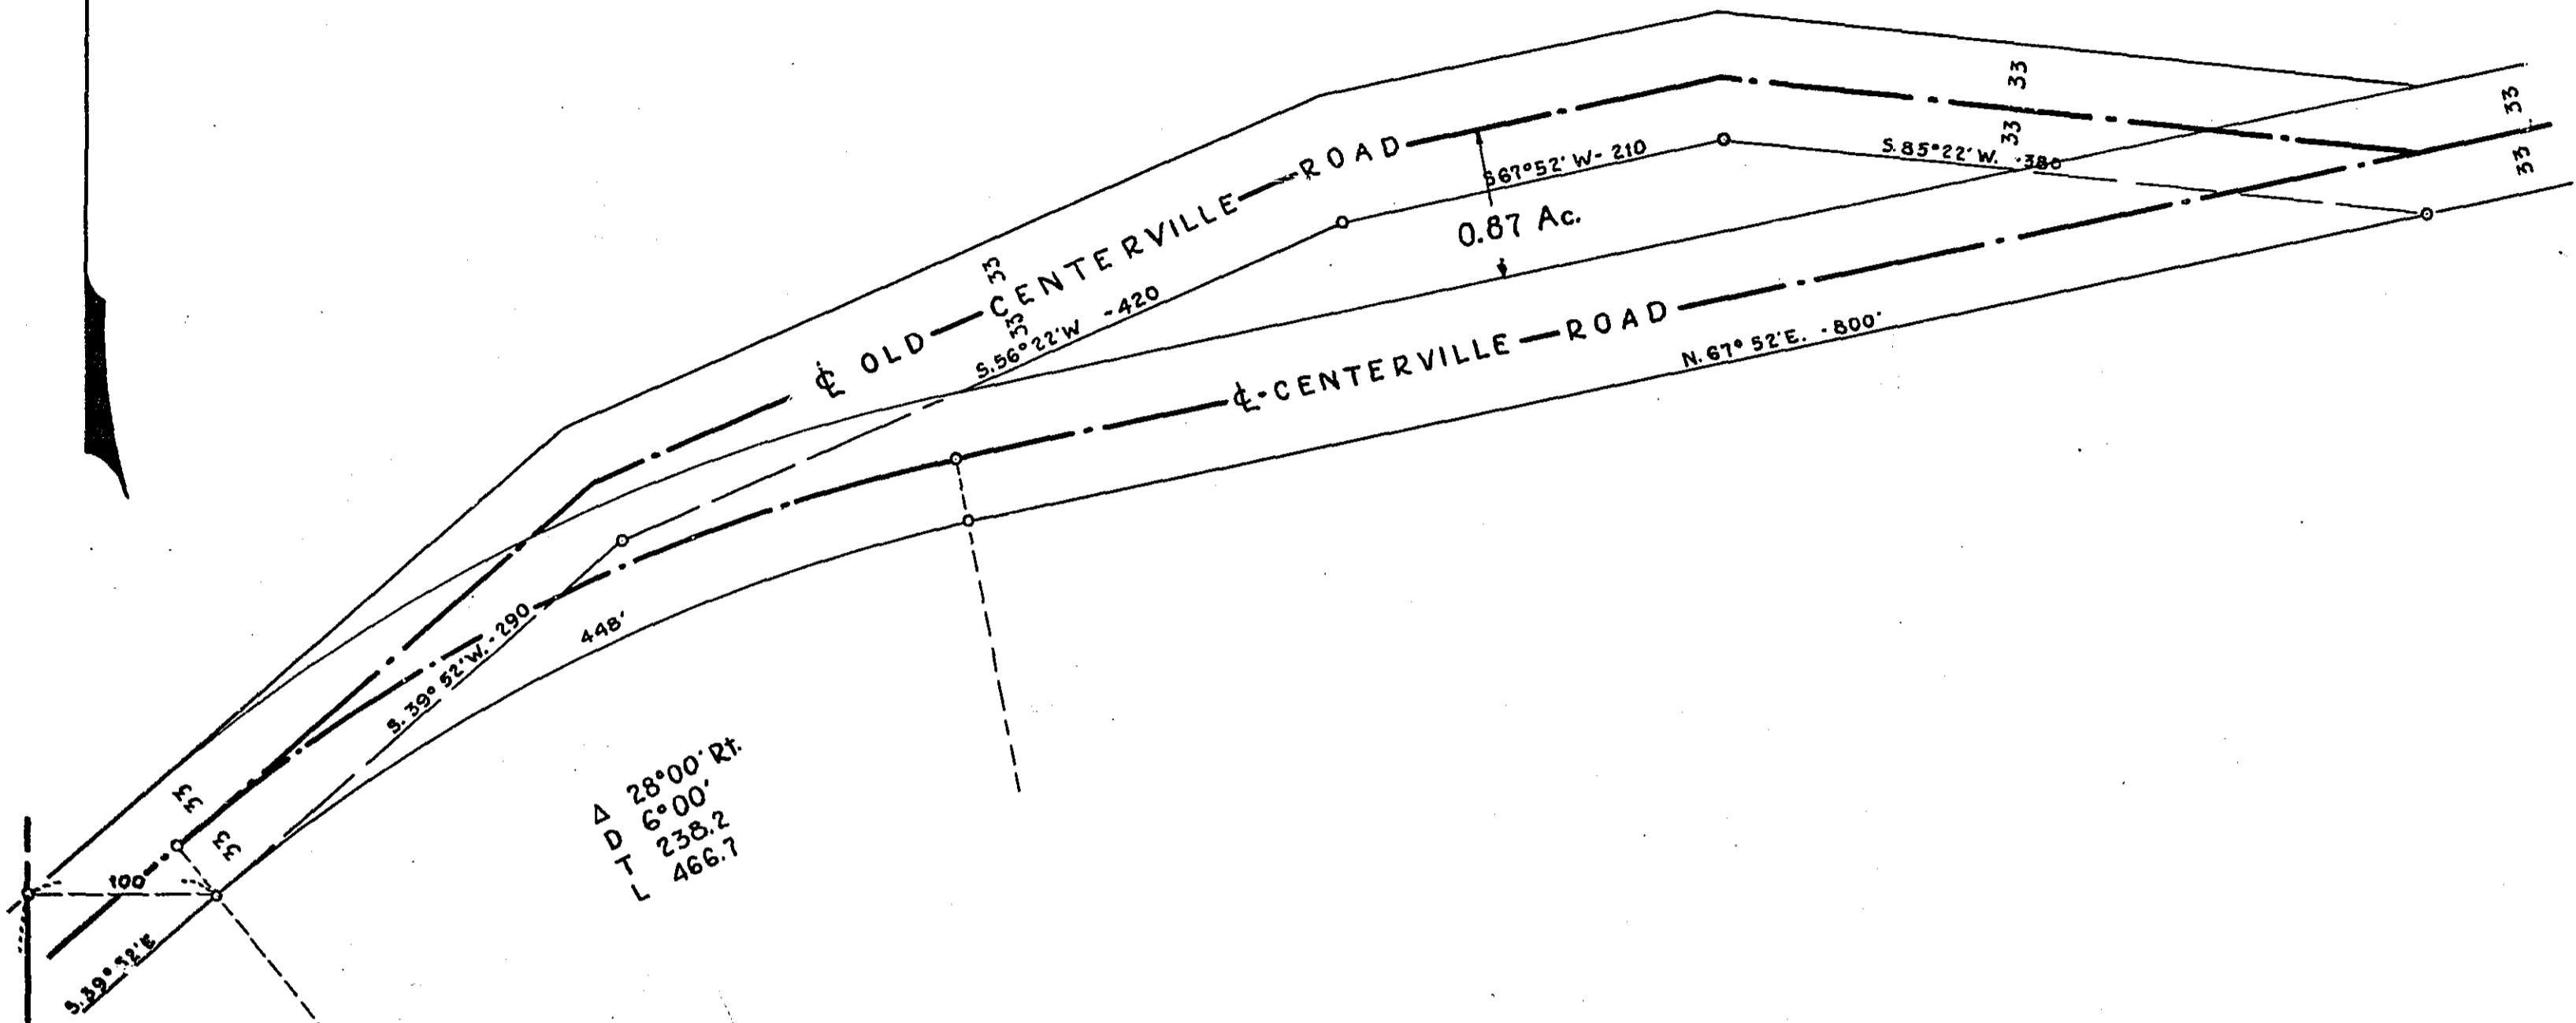 33
33
33
33
S. 85°22' W. -380
S67°52' W- 210
0.87 Ac.
℄ OLD CENTERVILLE ROAD
33
33
S. 56°22' W -420
℄ CENTERVILLE ROAD
N. 67° 52' E. - 800'
S. 39° 52' W. - 290
448'
Δ 28°00' Rt.
D 6°00'
T 238.2
L 466.7
33
33
100
S. 39° 52' E